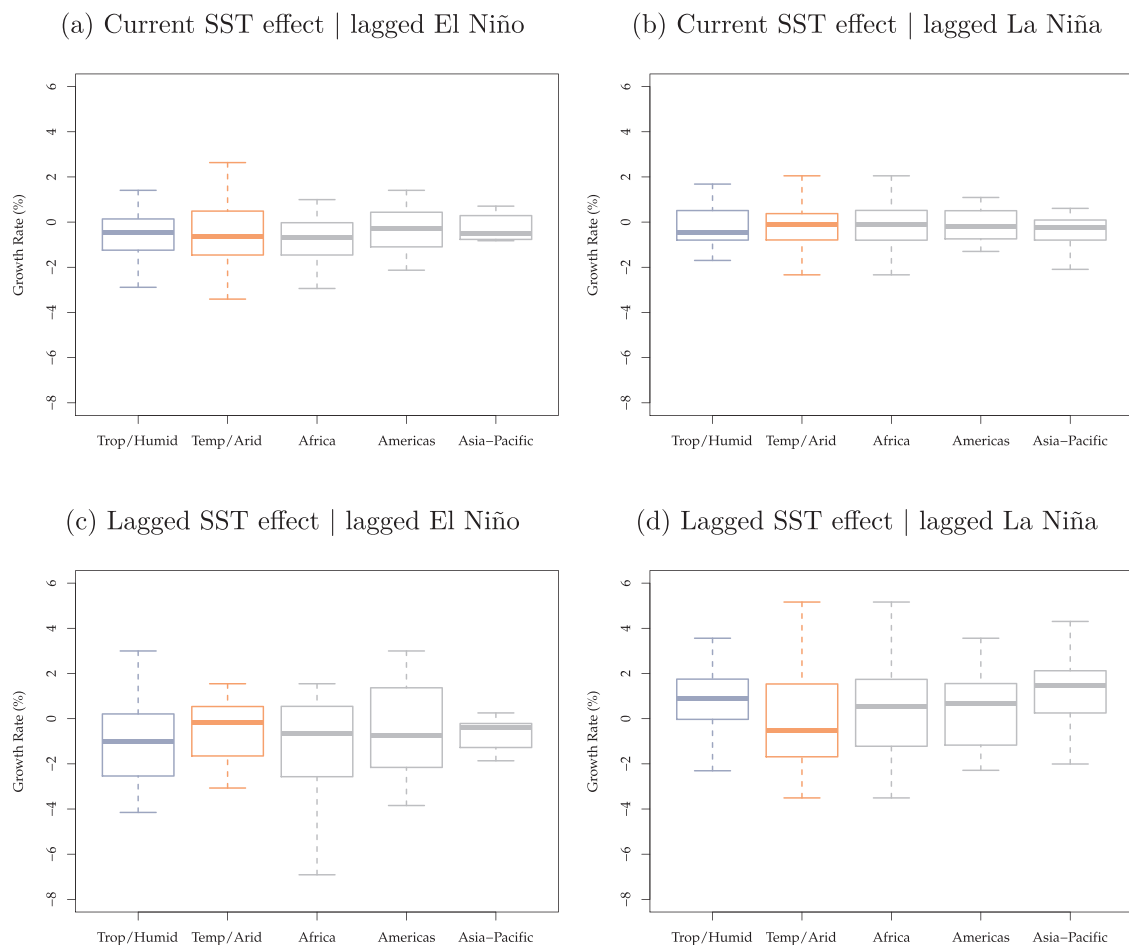 (a) Current SST effect | lagged El Niño
Growth Rate (%)
6
4
2
0
−2
−4
−6
−8
Trop/Humid Temp/Arid Africa Americas Asia−Pacific
(b) Current SST effect | lagged La Niña
Growth Rate (%)
6
4
2
0
−2
−4
−6
−8
Trop/Humid Temp/Arid Africa Americas Asia−Pacific
(c) Lagged SST effect | lagged El Niño
Growth Rate (%)
6
4
2
0
−2
−4
−6
−8
Trop/Humid Temp/Arid Africa Americas Asia−Pacific
(d) Lagged SST effect | lagged La Niña
Growth Rate (%)
6
4
2
0
−2
−4
−6
−8
Trop/Humid Temp/Arid Africa Americas Asia−Pacific